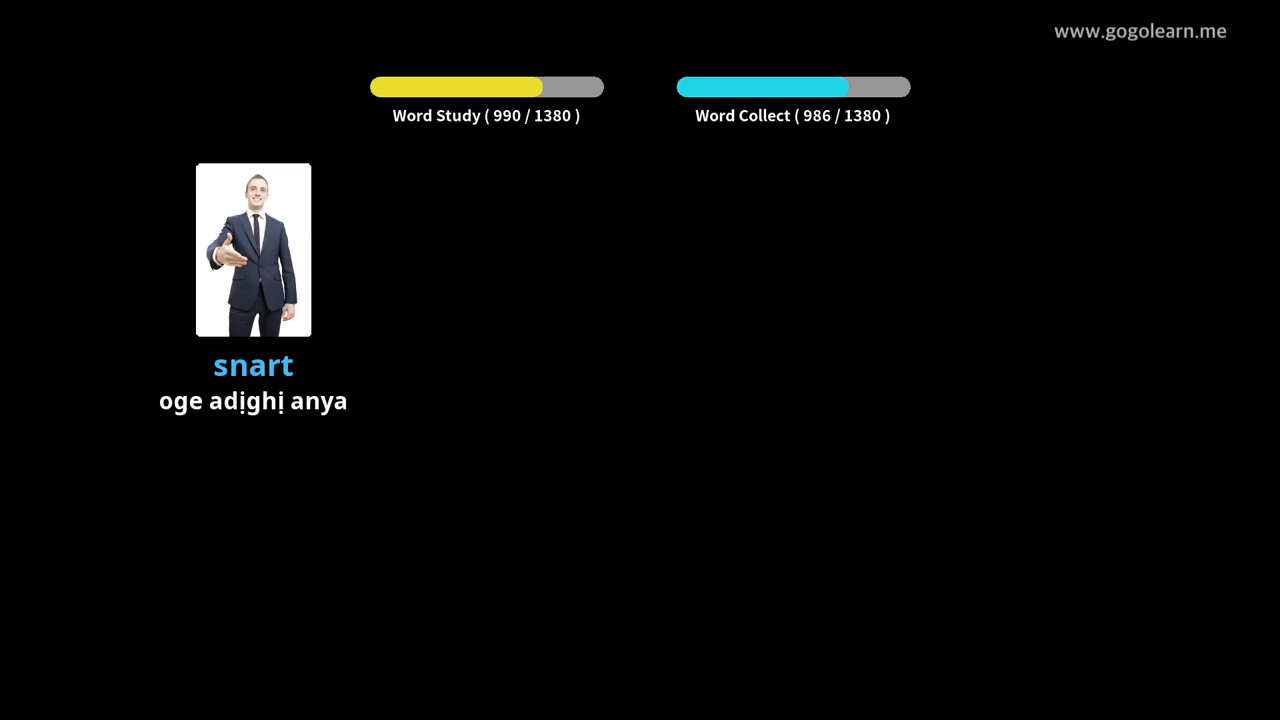 www.gogolearn.me
Word Study ( 990 / 1380 )
Word Collect ( 986 / 1380 )
snart
oge adịghị anya